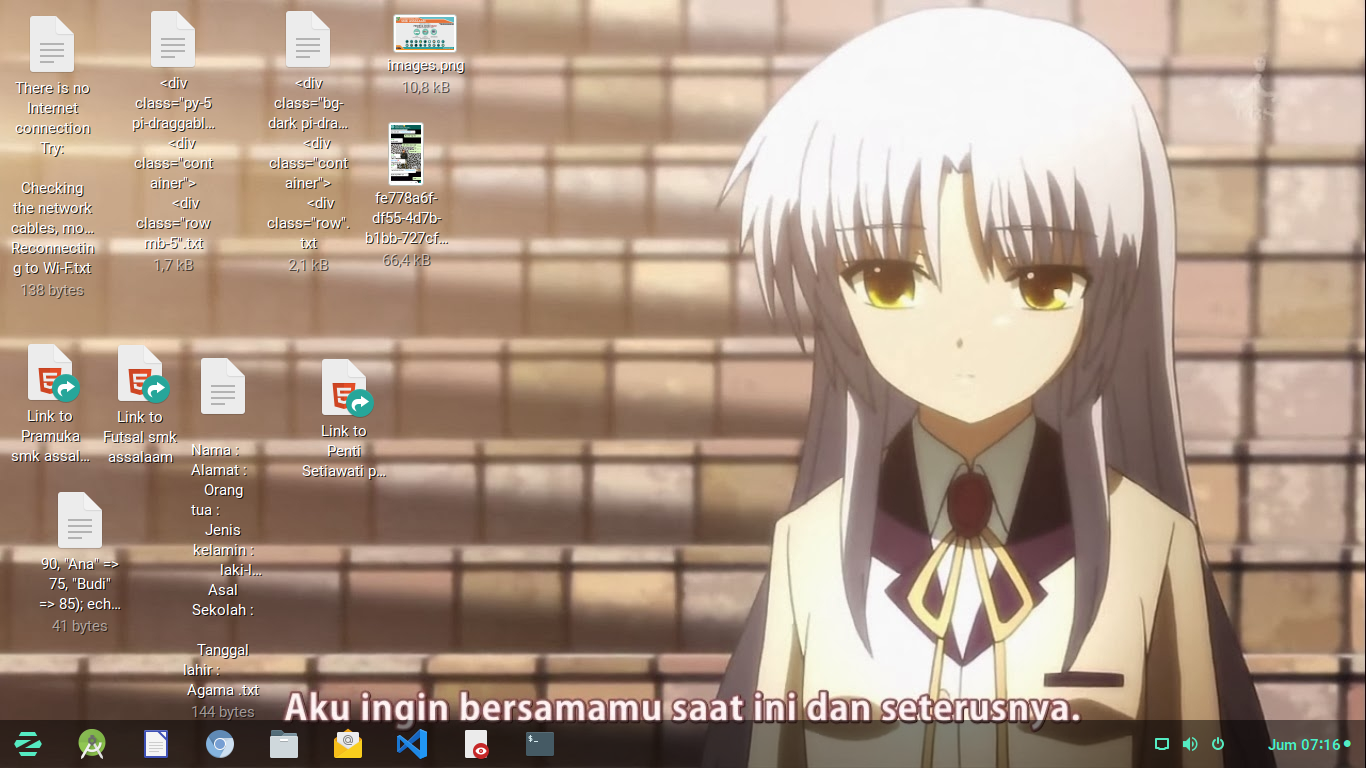 There is no
Internet
connection
Try:
Checking
the network
cables, mo...
Reconnectin
g to Wi-F.txt
138 bytes
<div
class="py-5
pi-draggabl...
<div
class="cont
ainer">
<div
class="row
mb-5".txt
1,7 kB
<div
class="bg-
dark pi-dra...
<div
class="cont
ainer">
<div
class="row".
txt
2,1 kB
images.png
10,8 kB
fe778a6f-
df55-4d7b-
b1bb-727cf...
66,4 kB
Link to
Pramuka
smk assal...
Link to
Futsal smk
assalaam
Nama :
Alamat :
Orang
tua :
Jenis
kelamin :
laki-l...
Asal
Sekolah :
Tanggal
lahir :
Agama .txt
144 bytes
Link to
Penti
Setiawati p...
90, "Ana" =>
75, "Budi"
=> 85); ech...
41 bytes
Aku ingin bersamamu saat ini dan seterusnya.
Jum 07:16